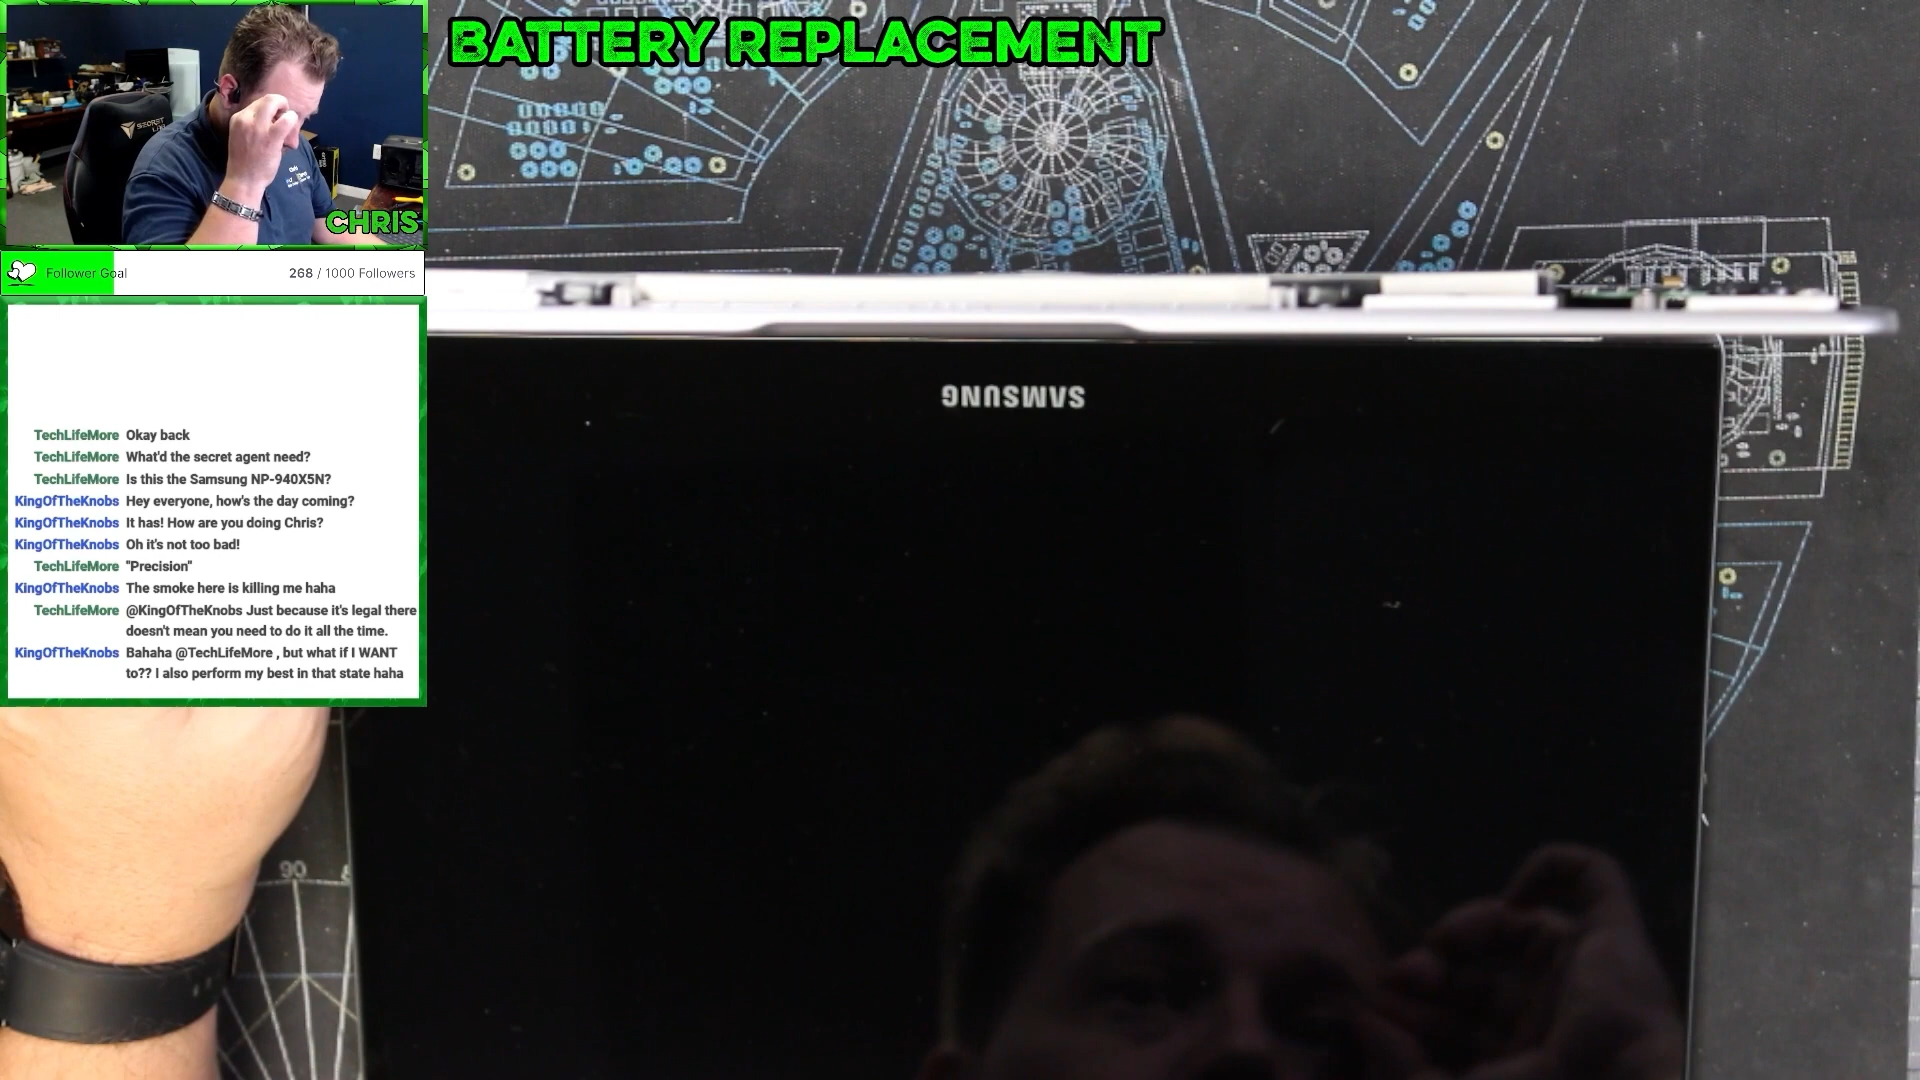 BATTERY REPLACEMENT
SECRET
CHRIS
Follower Goal
268 / 1000 Followers
SAMSUNG
TechLifeMore Okay back
TechLifeMore What'd the secret agent need?
TechLifeMore Is this the Samsung NP-940X5N?
KingOfTheKnobs Hey everyone, how's the day coming?
KingOfTheKnobs It has! How are you doing Chris?
KingOfTheKnobs Oh it's not too bad!
TechLifeMore "Precision"
KingOfTheKnobs The smoke here is killing me haha
TechLifeMore @KingOfTheKnobs Just because it's legal there
doesn't mean you need to do it all the time.
KingOfTheKnobs Bahaha @TechLifeMore , but what if I WANT
to?? I also perform my best in that state haha
90